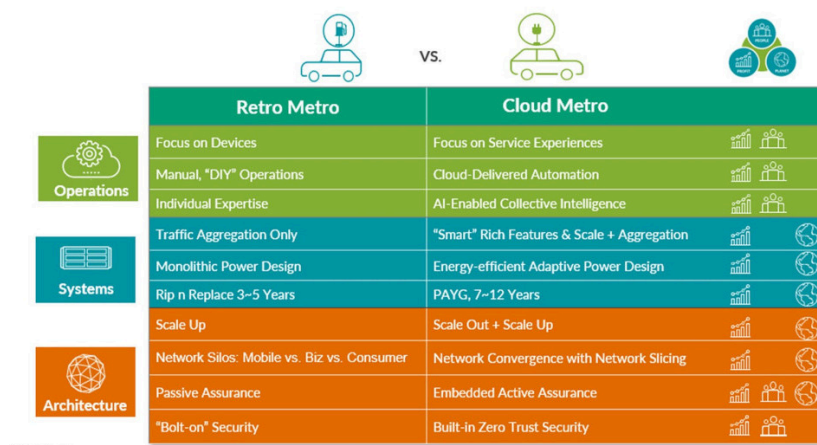 VS.
PEOPLE
PROFIT
PLANET
Retro Metro
Cloud Metro
Operations
Focus on Devices
Focus on Service Experiences
Manual, “DIY” Operations
Cloud-Delivered Automation
Individual Expertise
AI-Enabled Collective Intelligence
Systems
Traffic Aggregation Only
“Smart” Rich Features & Scale + Aggregation
Monolithic Power Design
Energy-efficient Adaptive Power Design
Rip n Replace 3~5 Years
PAYG, 7~12 Years
Architecture
Scale Up
Scale Out + Scale Up
Network Silos: Mobile vs. Biz vs. Consumer
Network Convergence with Network Slicing
Passive Assurance
Embedded Active Assurance
“Bolt-on” Security
Built-in Zero Trust Security